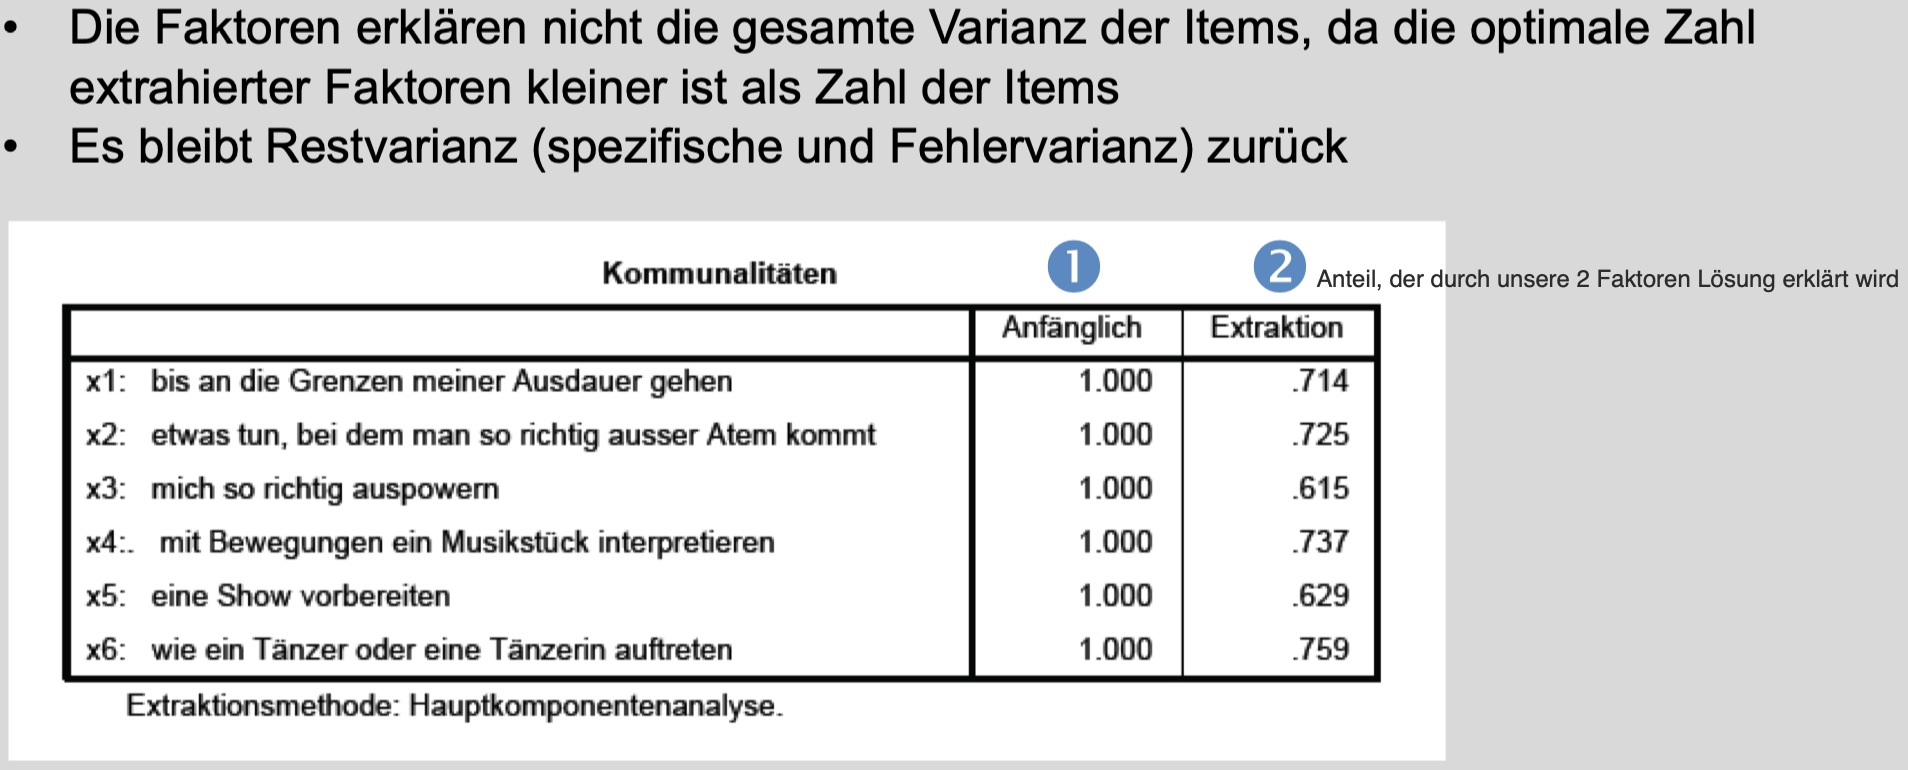 • Die Faktoren erklären nicht die gesamte Varianz der Items, da die optimale Zahl
extrahierter Faktoren kleiner ist als Zahl der Items
• Es bleibt Restvarianz (spezifische und Fehlervarianz) zurück
Kommunalitäten
1 2 Anteil, der durch unsere 2 Faktoren Lösung erklärt wird
Anfänglich Extraktion
x1: bis an die Grenzen meiner Ausdauer gehen 1.000 .714
x2: etwas tun, bei dem man so richtig ausser Atem kommt 1.000 .725
x3: mich so richtig auspowern 1.000 .615
x4:. mit Bewegungen ein Musikstück interpretieren 1.000 .737
x5: eine Show vorbereiten 1.000 .629
x6: wie ein Tänzer oder eine Tänzerin auftreten 1.000 .759
Extraktionsmethode: Hauptkomponentenanalyse.